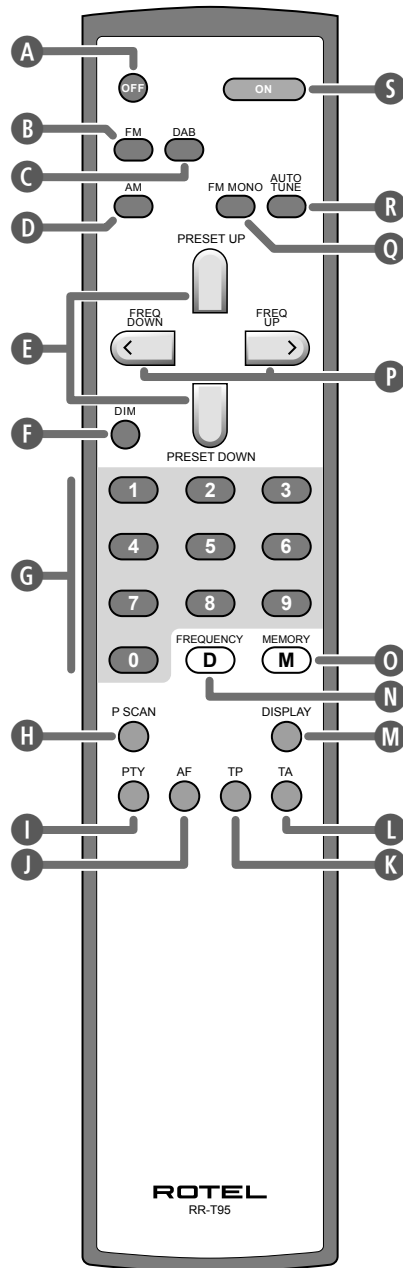 A
OFF
ON
S
B
FM
DAB
C
AM
D
FM MONO
AUTO
TUNE
R
Q
PRESET UP
E
FREQ
DOWN
FREQ
UP
<
>
P
F
DIM
PRESET DOWN
G
1 2 3
4 5 6
7 8 9
0
FREQUENCY
D
MEMORY
M
O
N
H
P SCAN
DISPLAY
M
PTY AF TP TA
I
J
K
L
ROTEL
RR-T95